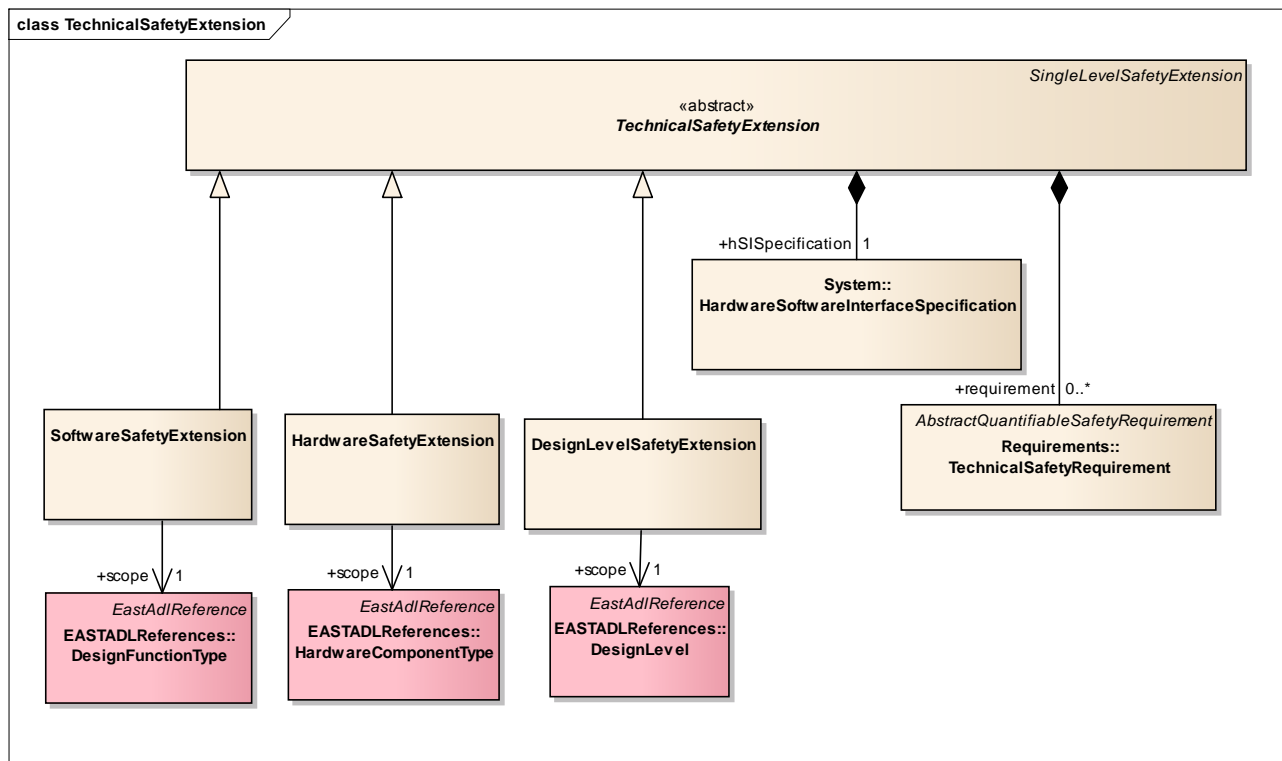 class TechnicalSafetyExtension
SingleLevelSafetyExtension
«abstract»
TechnicalSafetyExtension
+hSISpecification 1
System::
HardwareSoftwareInterfaceSpecification
+requirement 0..*
AbstractQuantifiableSafetyRequirement
Requirements::
TechnicalSafetyRequirement
SoftwareSafetyExtension
HardwareSafetyExtension
DesignLevelSafetyExtension
+scope 1
+scope 1
+scope 1
EastAdlReference
EASTADLReferences::
DesignFunctionType
EastAdlReference
EASTADLReferences::
HardwareComponentType
EastAdlReference
EASTADLReferences::
DesignLevel